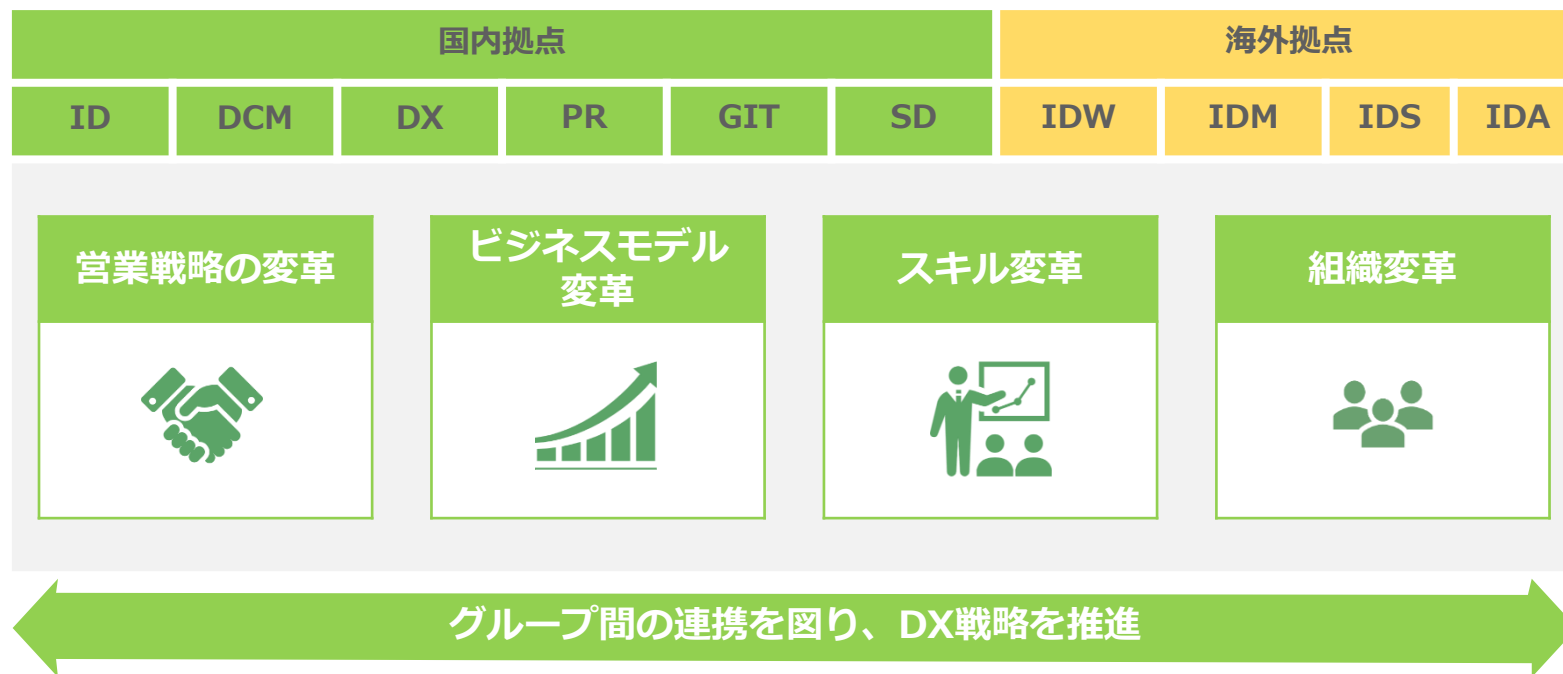 国内拠点 海外拠点
ID DCM DX PR GIT SD IDW IDM IDS IDA
営業戦略の変革
ビジネスモデル
変革
スキル変革
組織変革
グループ間の連携を図り、DX戦略を推進